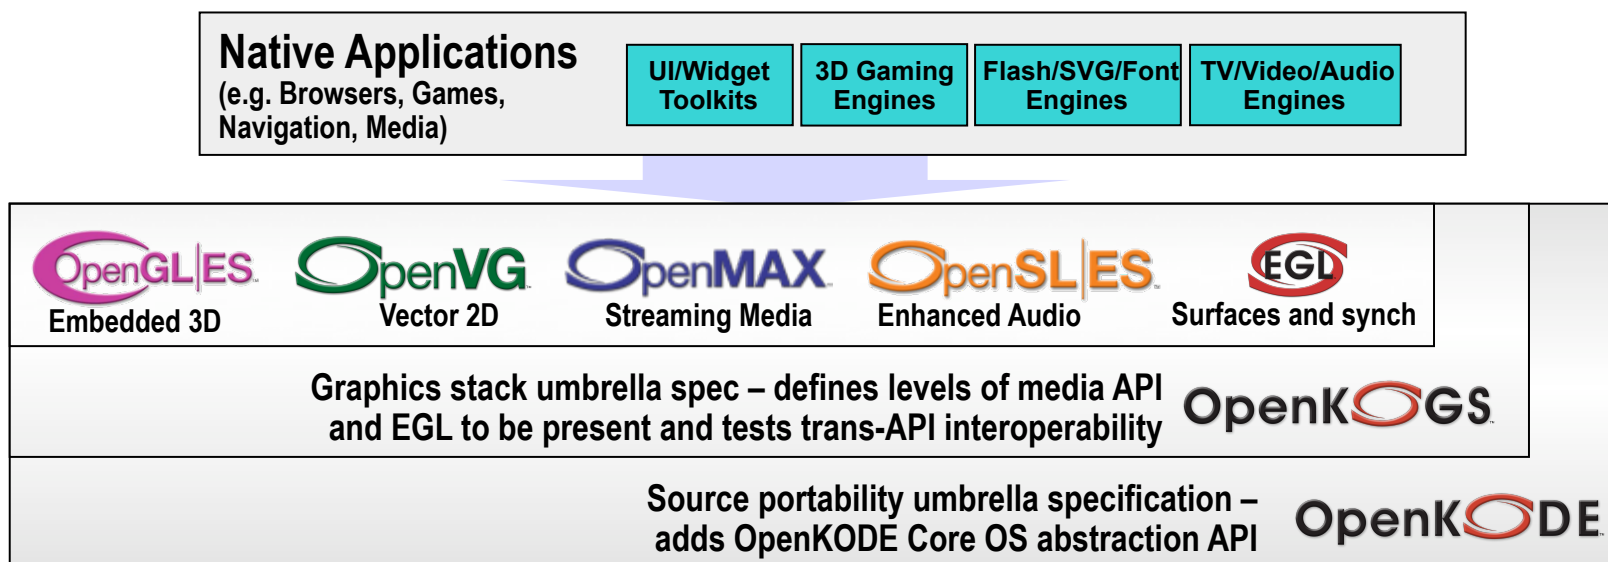 Native Applications
(e.g. Browsers, Games,
Navigation, Media)
UI/Widget
Toolkits
3D Gaming
Engines
Flash/SVG/Font
Engines
TV/Video/Audio
Engines
OpenGL|ES
Embedded 3D
OpenVG
Vector 2D
OpenMAX
Streaming Media
OpenSL|ES
Enhanced Audio
EGL
Surfaces and synch
Graphics stack umbrella spec – defines levels of media API
and EGL to be present and tests trans-API interoperability
OpenKOGS
Source portability umbrella specification –
adds OpenKODE Core OS abstraction API
OpenKODE